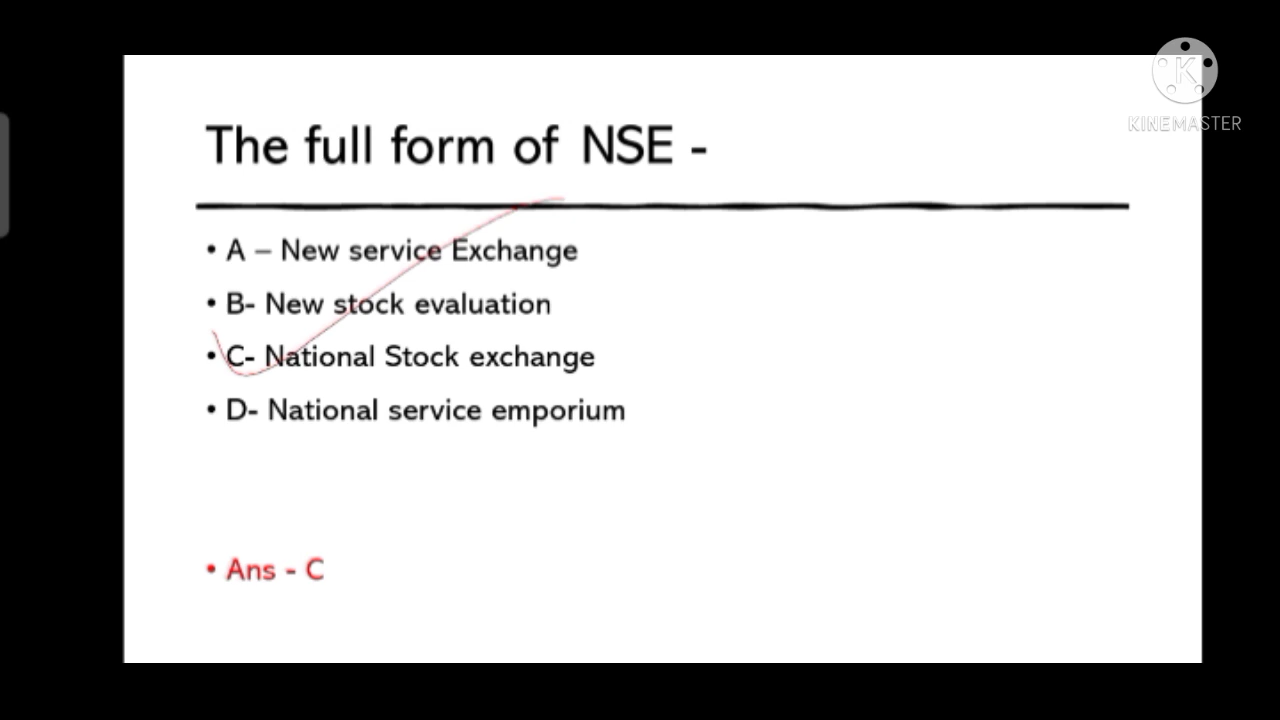 KINEMASTER
The full form of NSE -
• A – New service Exchange
• B- New stock evaluation
• C- National Stock exchange
• D- National service emporium
• Ans - C